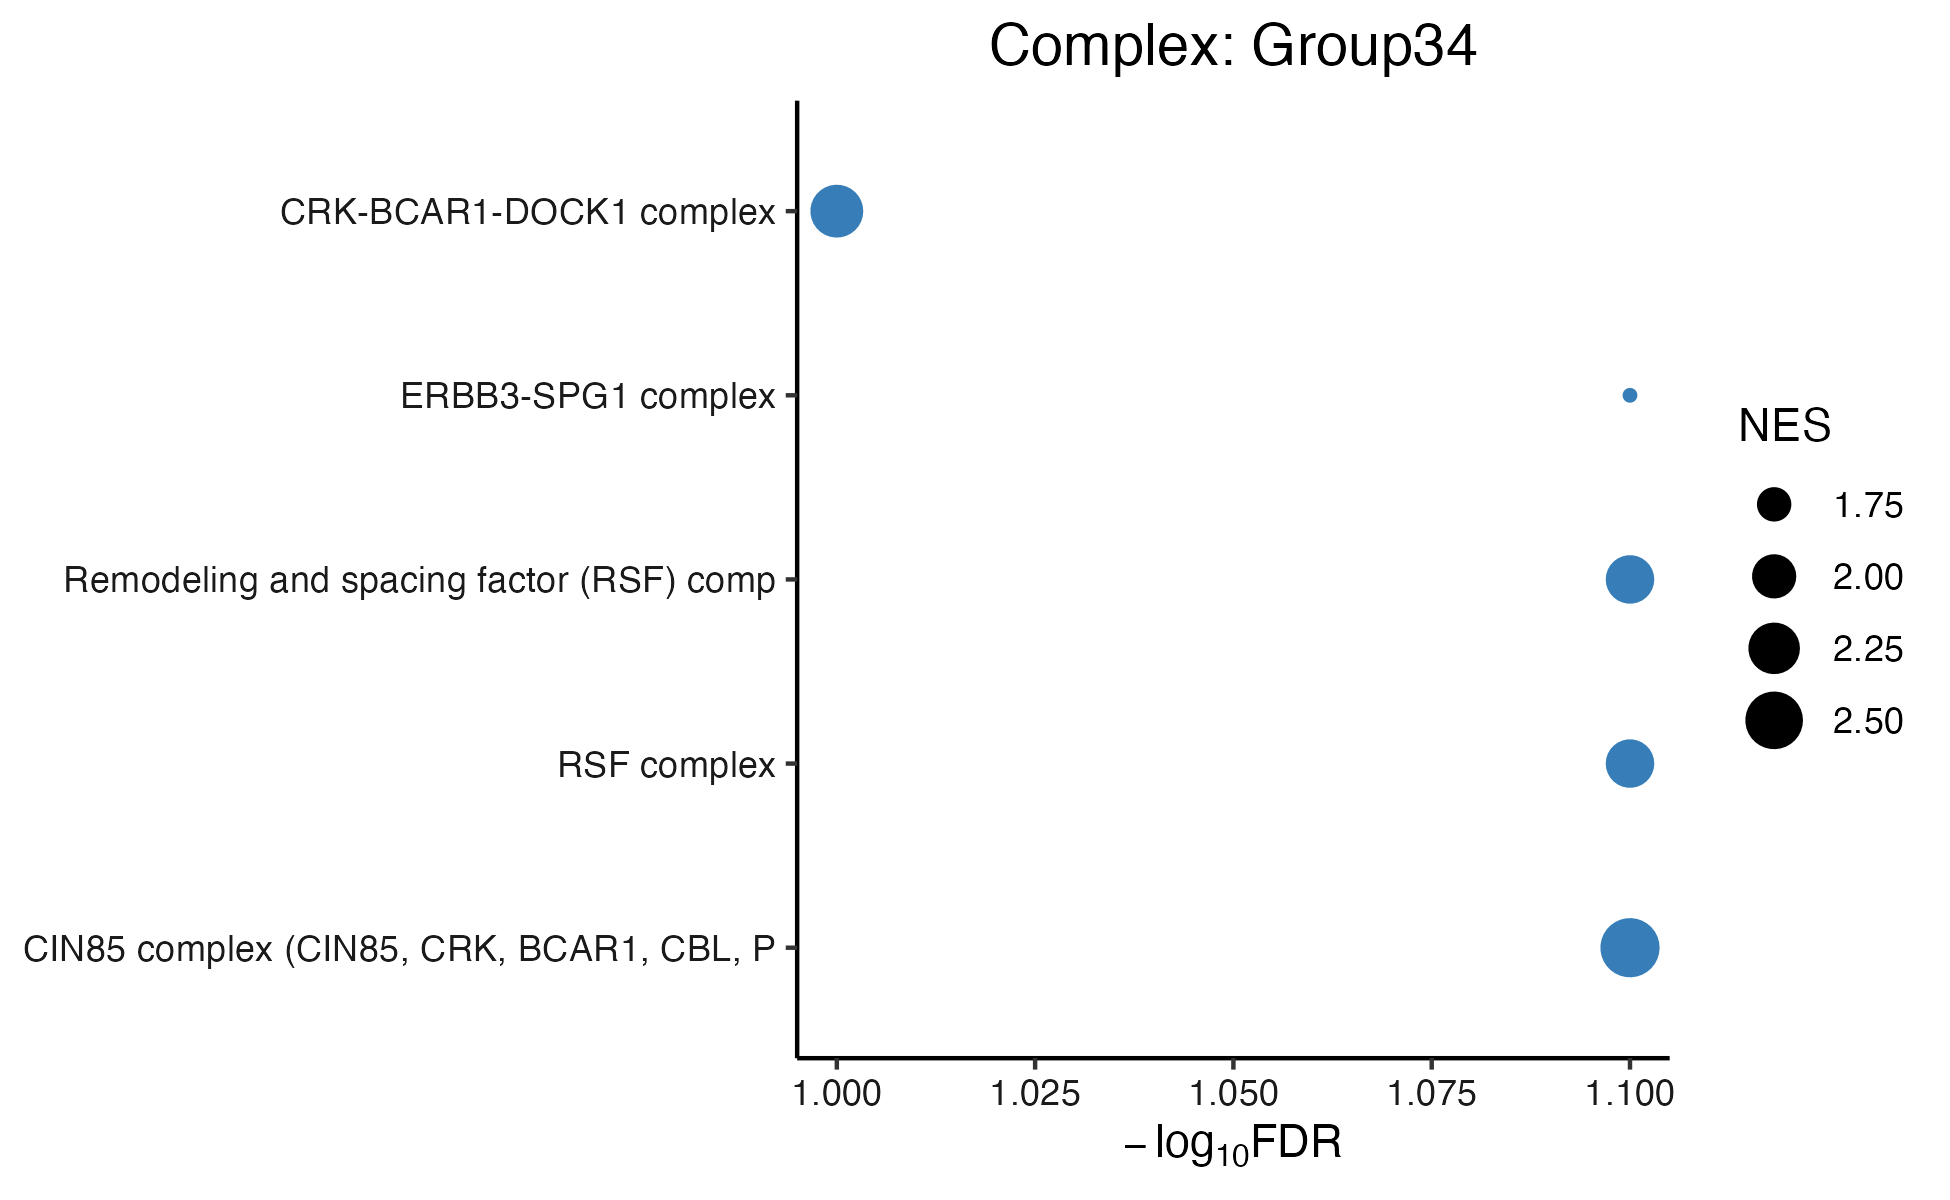 Complex: Group34
CRK-BCAR1-DOCK1 complex
ERBB3-SPG1 complex
Remodeling and spacing factor (RSF) comp
RSF complex
CIN85 complex (CIN85, CRK, BCAR1, CBL, P
1.000 1.025 1.050 1.075 1.100
−log₁₀FDR
NES
1.75
2.00
2.25
2.50